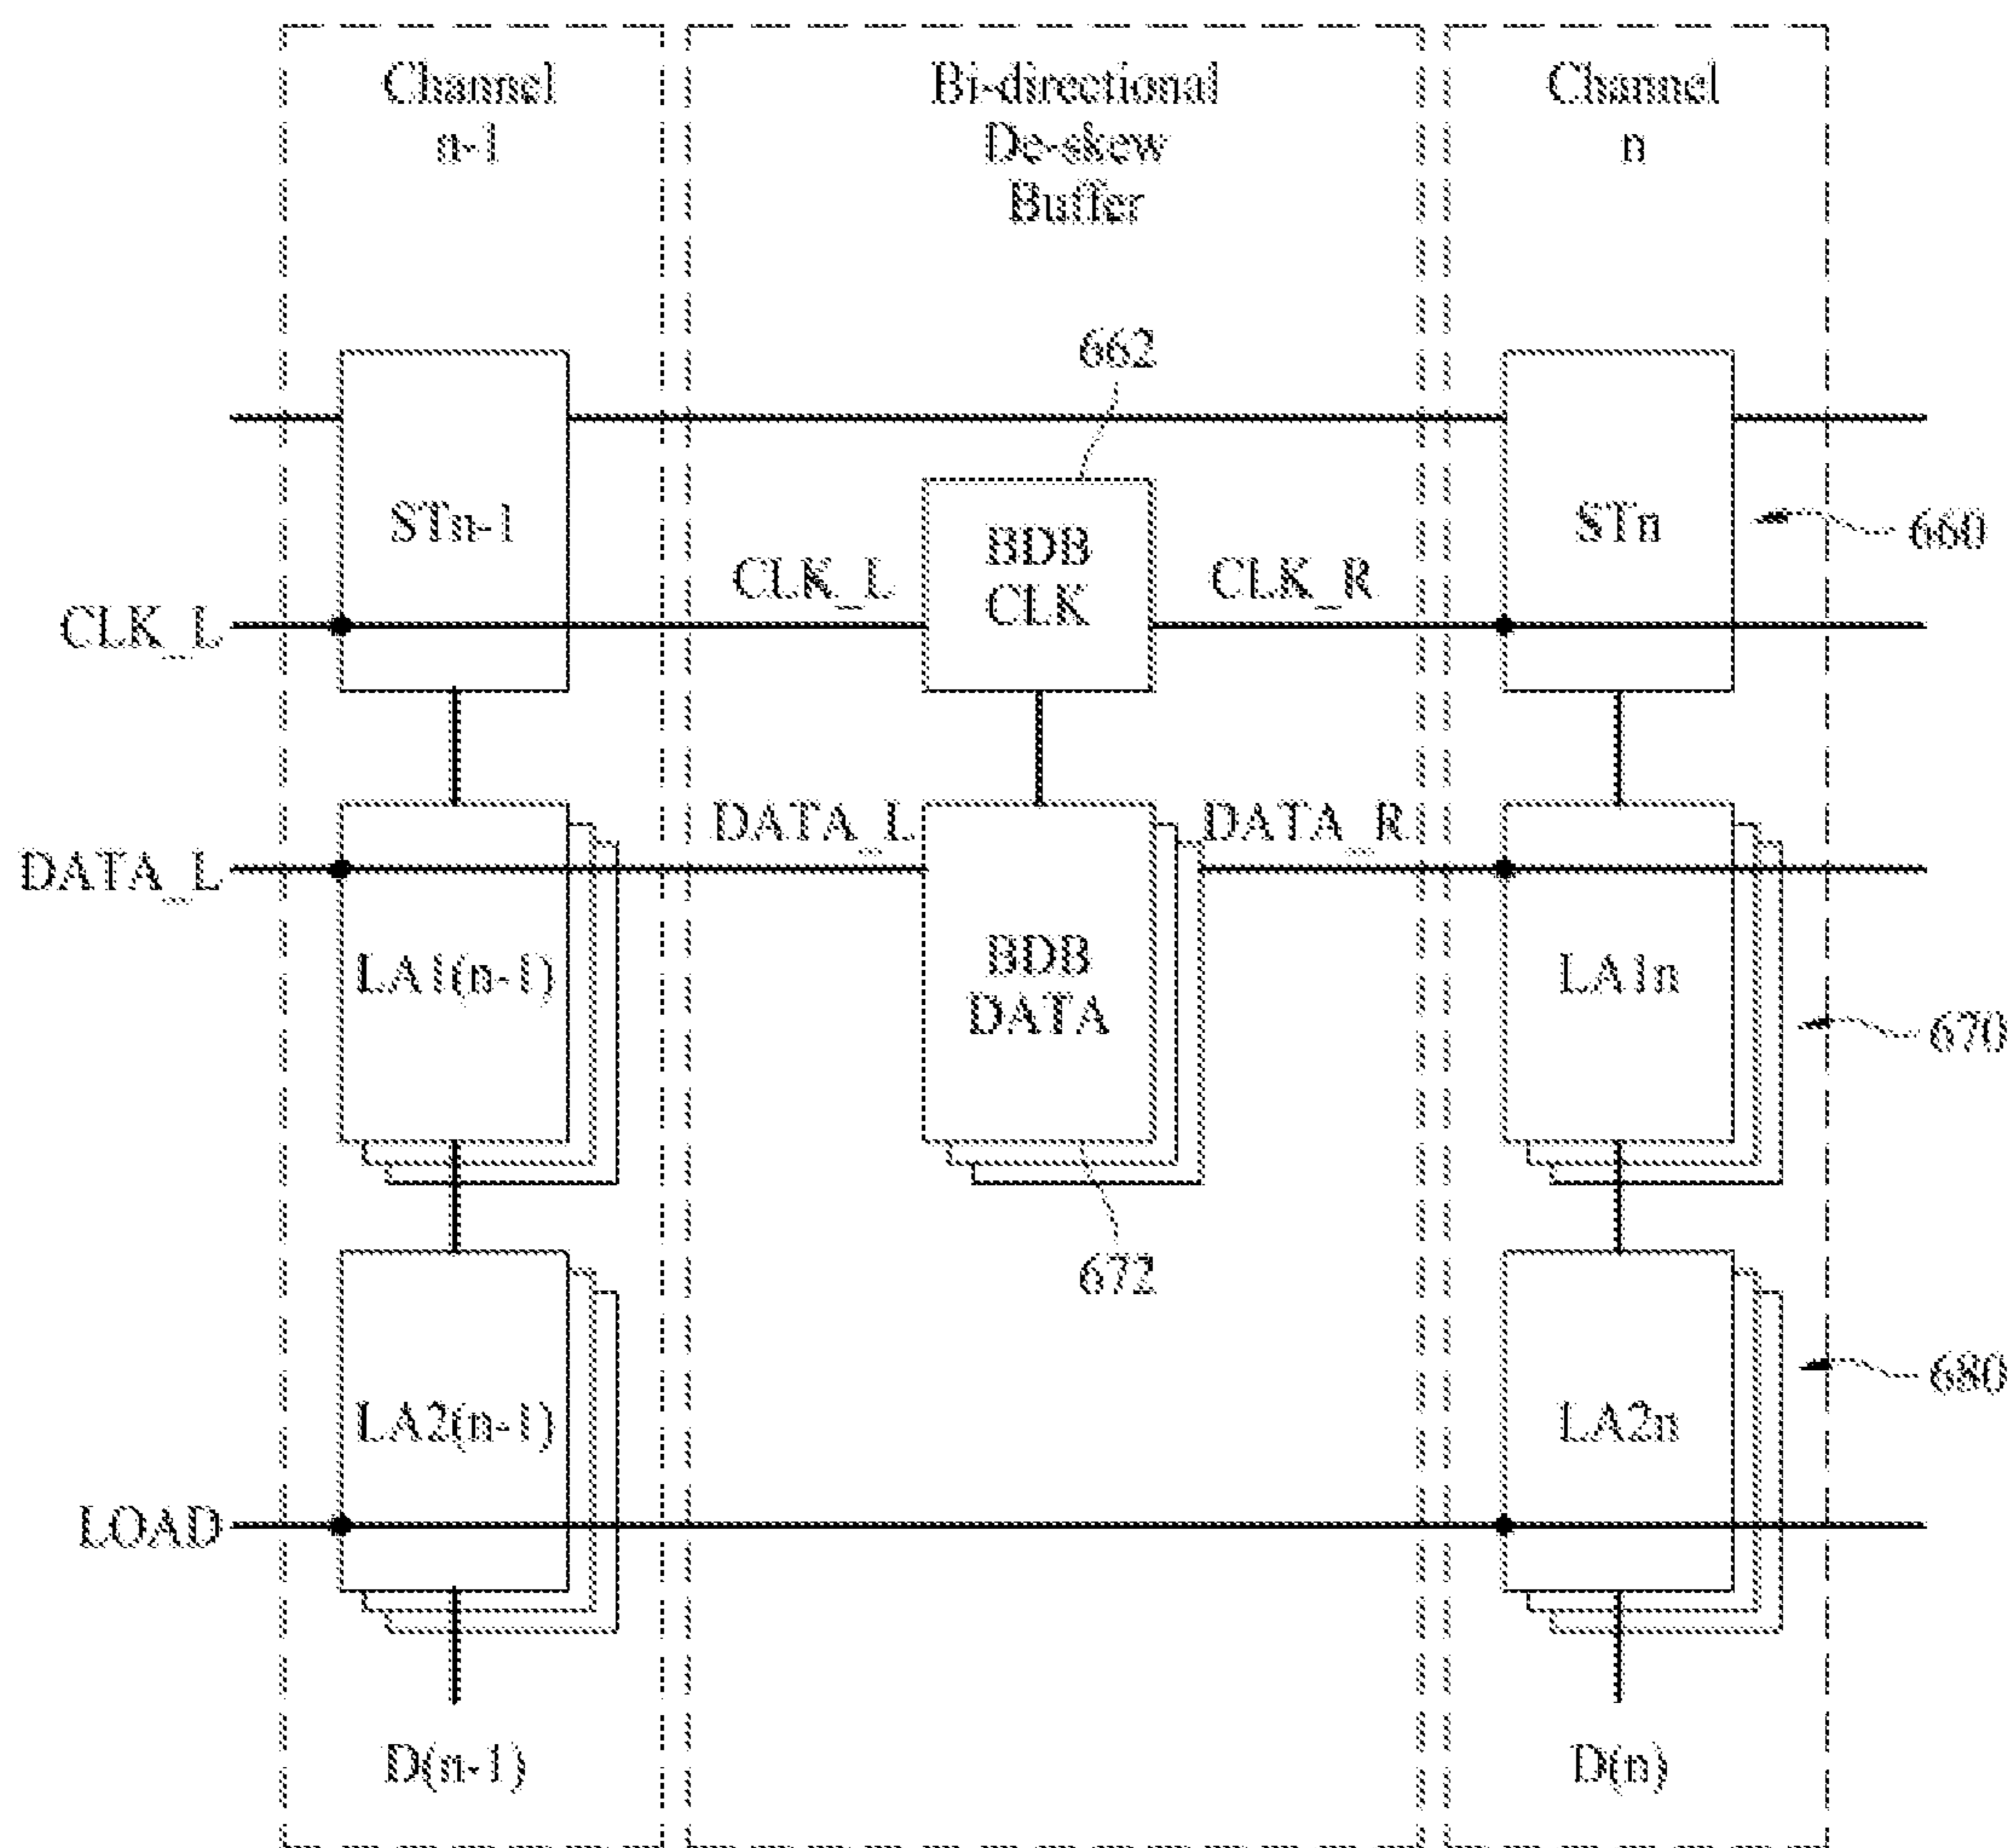 Channel
n-1
Bi-directional
De-skew
Buffer
Channel
n
662
STn-1
BDB
CLK
STn
660
CLK_L
CLK_L
CLK_R
DATA_L
DATA_L
DATA_R
LA1(n-1)
BDB
DATA
LA1n
670
672
LA2(n-1)
LA2n
680
LOAD
D(n-1)
D(n)